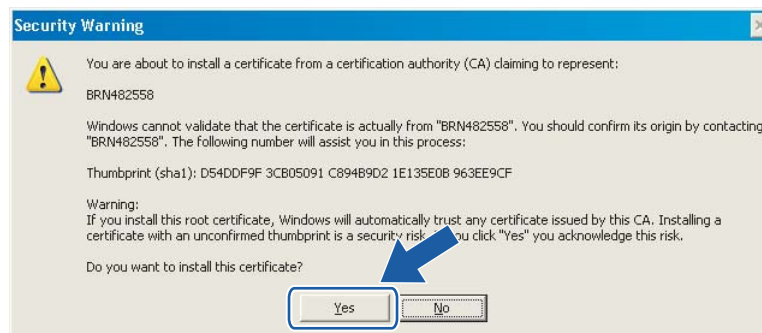 Security Warning
You are about to install a certificate from a certification authority (CA) claiming to represent:
BRN482558
Windows cannot validate that the certificate is actually from "BRN482558". You should confirm its origin by contacting
"BRN482558". The following number will assist you in this process:
Thumbprint (sha1): D54DDF9F 3CB05091 C894B9D2 1E135E0B 963EE9CF
Warning:
If you install this root certificate, Windows will automatically trust any certificate issued by this CA. Installing a
certificate with an unconfirmed thumbprint is a security risk. you click "Yes" you acknowledge this risk.
Do you want to install this certificate?
Yes
No